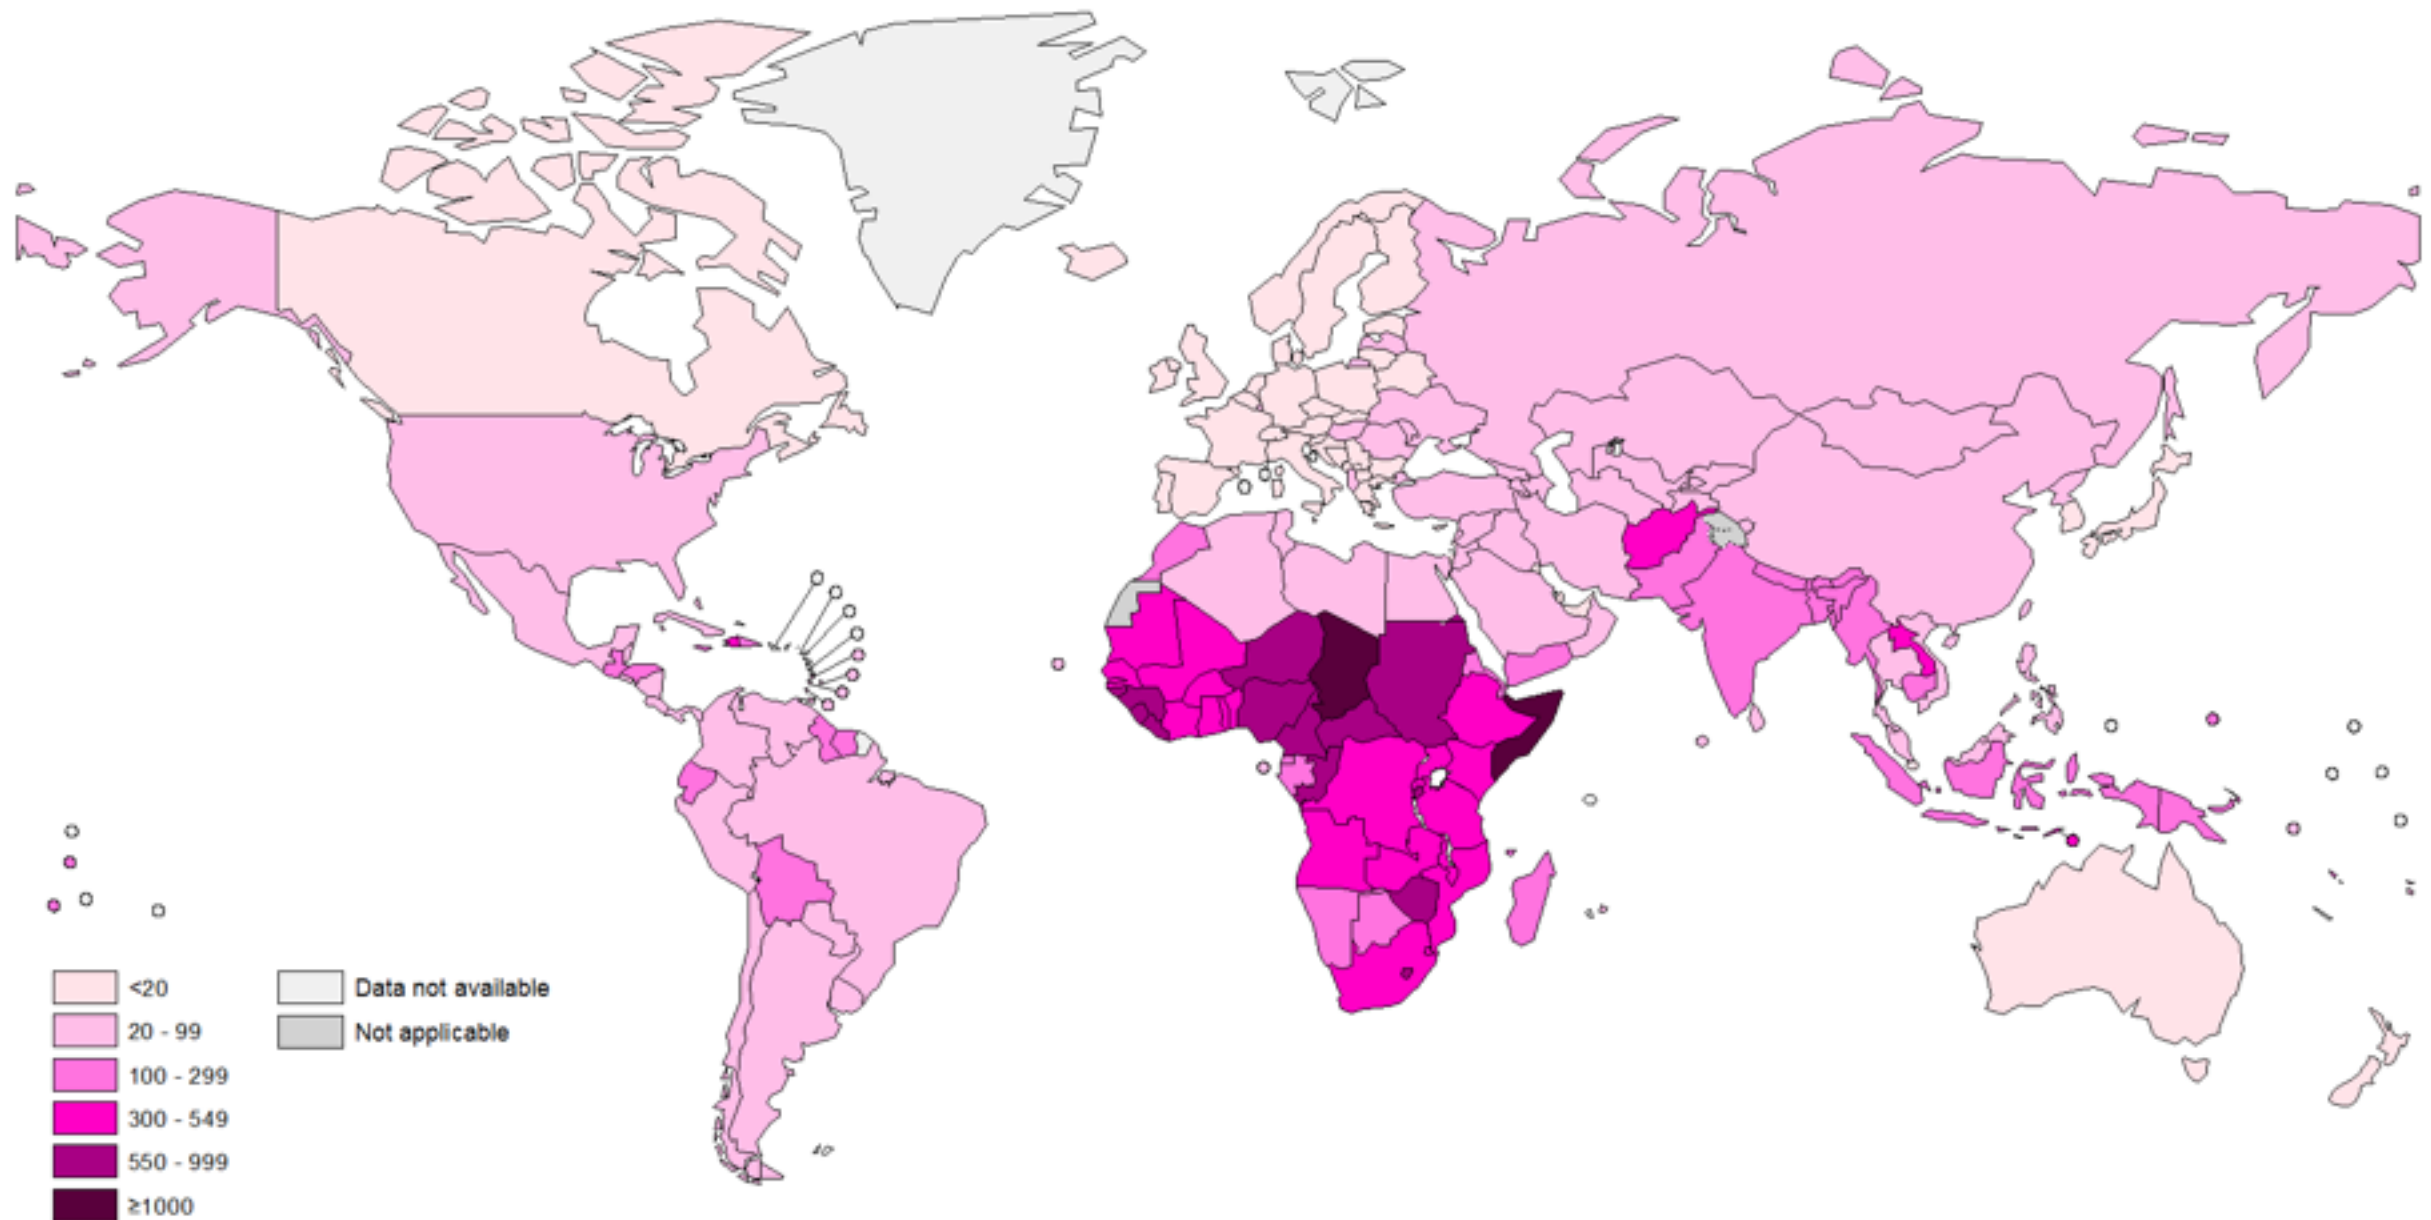 <20
20 - 99
100 - 299
300 - 549
550 - 999
≥1000
Data not available
Not applicable